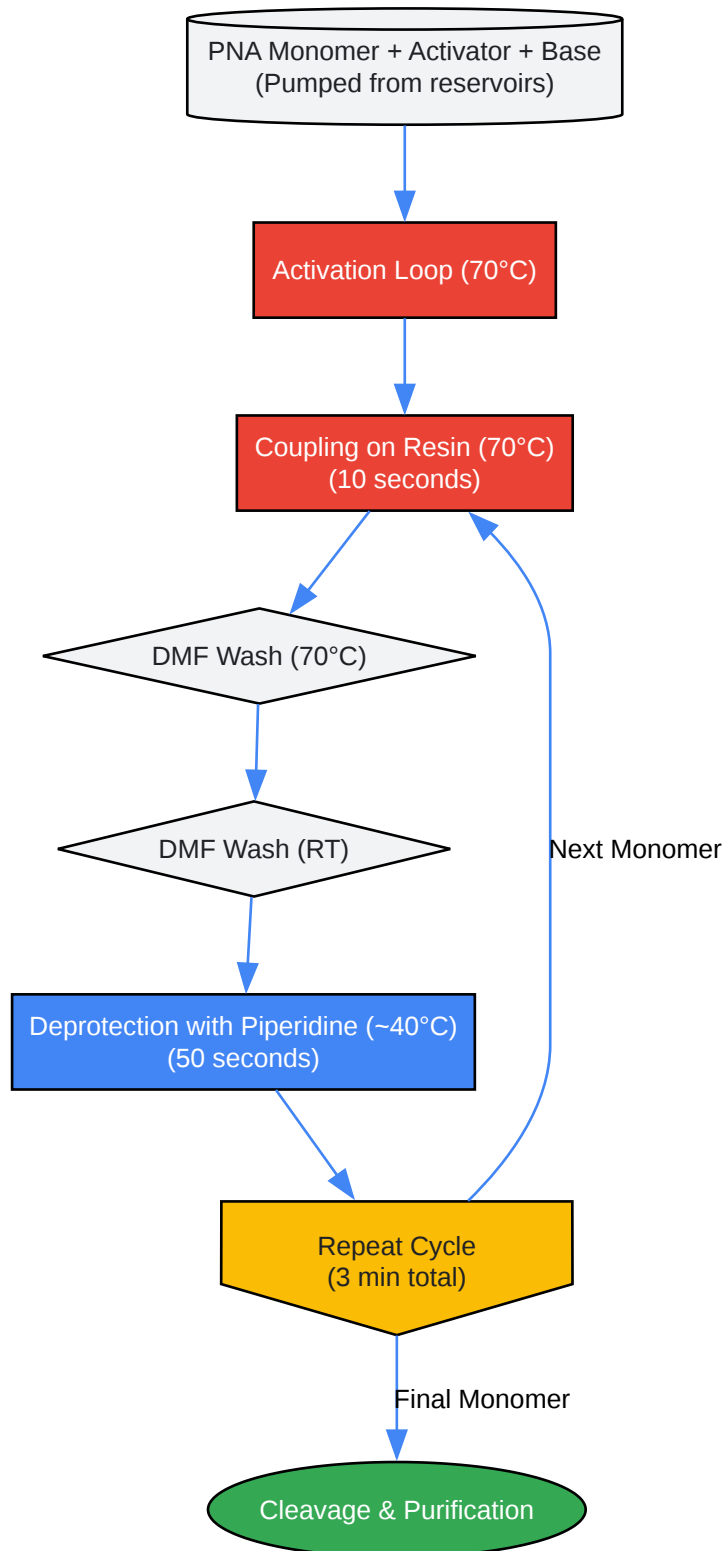 PNA Monomer + Activator + Base
(Pumped from reservoirs)
Activation Loop (70°C)
Coupling on Resin (70°C)
(10 seconds)
DMF Wash (70°C)
DMF Wash (RT)
Next Monomer
Deprotection with Piperidine (~40°C)
(50 seconds)
Repeat Cycle
(3 min total)
Final Monomer
Cleavage & Purification